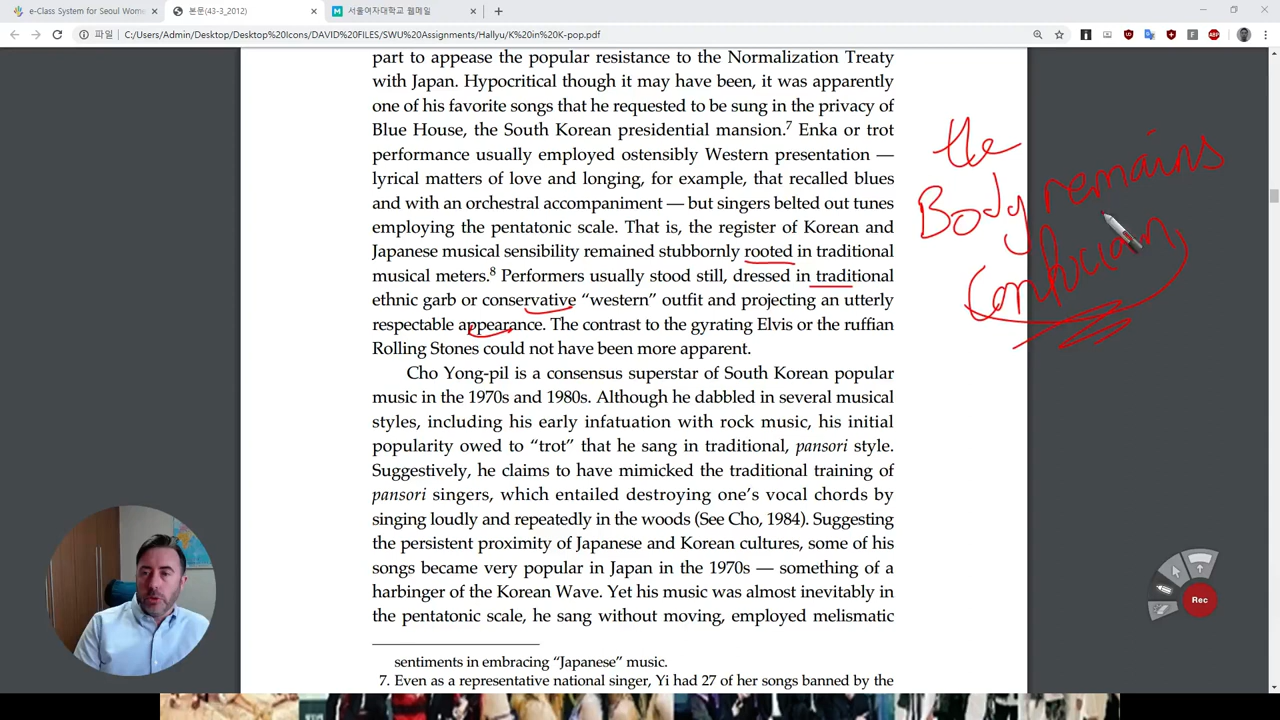 e-Class System for Seoul Wome
본문(43-3_2012)
서울여자대학교 웹메일
파일
C:/Users/Admin/Desktop/Desktop%20Icons/DAVID%20FILES/SWU%20Assignments/Hallyu/K%20in%20K-pop.pdf
part to appease the popular resistance to the Normalization Treaty
with Japan. Hypocritical though it may have been, it was apparently
one of his favorite songs that he requested to be sung in the privacy of
Blue House, the South Korean presidential mansion.7 Enka or trot
performance usually employed ostensibly Western presentation —
lyrical matters of love and longing, for example, that recalled blues
and with an orchestral accompaniment — but singers belted out tunes
employing the pentatonic scale. That is, the register of Korean and
Japanese musical sensibility remained stubbornly rooted in traditional
musical meters.8 Performers usually stood still, dressed in traditional
ethnic garb or conservative “western” outfit and projecting an utterly
respectable appearance. The contrast to the gyrating Elvis or the ruffian
Rolling Stones could not have been more apparent.
Cho Yong-pil is a consensus superstar of South Korean popular
music in the 1970s and 1980s. Although he dabbled in several musical
styles, including his early infatuation with rock music, his initial
popularity owed to “trot” that he sang in traditional, pansori style.
Suggestively, he claims to have mimicked the traditional training of
pansori singers, which entailed destroying one’s vocal chords by
singing loudly and repeatedly in the woods (See Cho, 1984). Suggesting
the persistent proximity of Japanese and Korean cultures, some of his
songs became very popular in Japan in the 1970s — something of a
harbinger of the Korean Wave. Yet his music was almost inevitably in
the pentatonic scale, he sang without moving, employed melismatic
sentiments in embracing “Japanese” music.
7. Even as a representative national singer, Yi had 27 of her songs banned by the
the
Body remains
Confucian
Rec